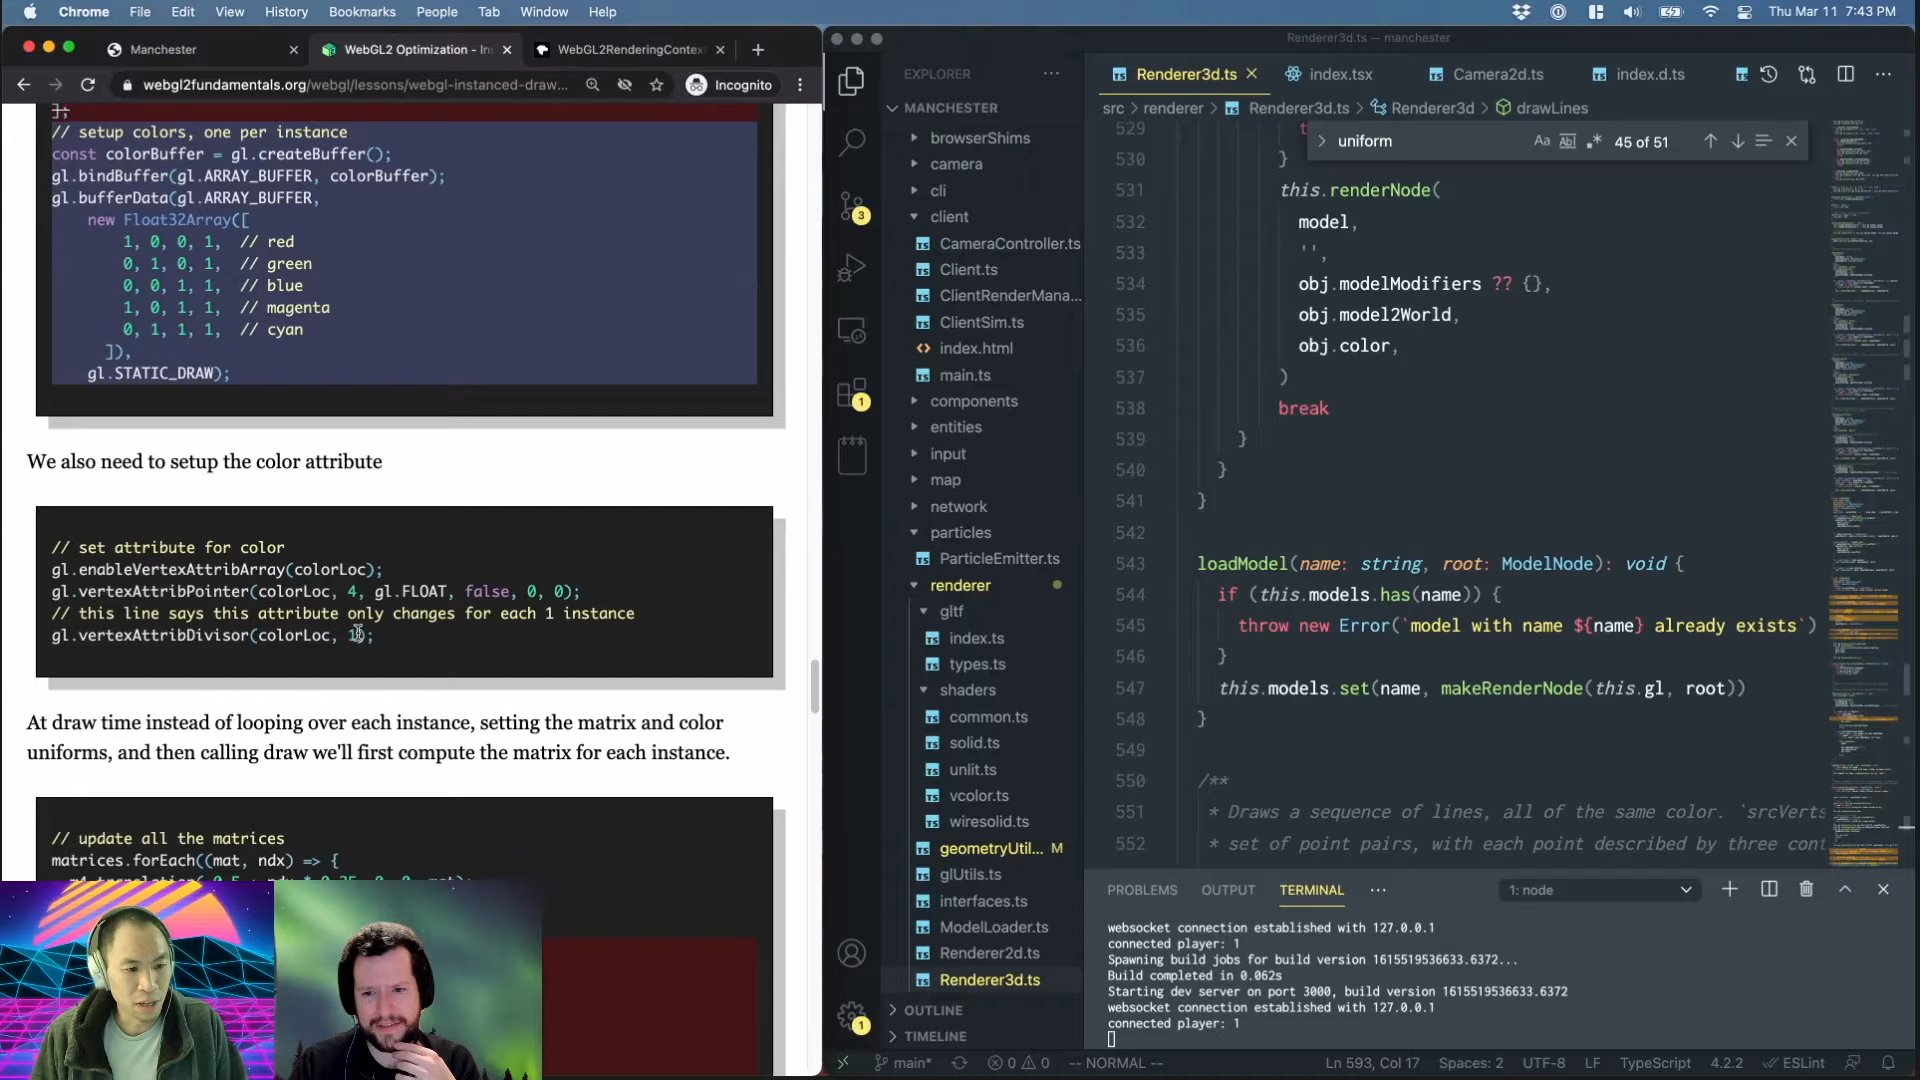 Chrome File Edit View History Bookmarks People Tab Window Help
Thu Mar 11 7:43 PM
Manchester
WebGL2 Optimization - In
WebGL2RenderingContex
webgl2fundamentals.org/webgl/lessons/webgl-instanced-draw...
Incognito
];
// setup colors, one per instance
const colorBuffer = gl.createBuffer();
gl.bindBuffer(gl.ARRAY_BUFFER, colorBuffer);
gl.bufferData(gl.ARRAY_BUFFER,
new Float32Array([
1, 0, 0, 1, // red
0, 1, 0, 1, // green
0, 0, 1, 1, // blue
1, 0, 1, 1, // magenta
0, 1, 1, 1, // cyan
]),
gl.STATIC_DRAW);
We also need to setup the color attribute
// set attribute for color
gl.enableVertexAttribArray(colorLoc);
gl.vertexAttribPointer(colorLoc, 4, gl.FLOAT, false, 0, 0);
// this line says this attribute only changes for each 1 instance
gl.vertexAttribDivisor(colorLoc, 1);
At draw time instead of looping over each instance, setting the matrix and color
uniforms, and then calling draw we'll first compute the matrix for each instance.
// update all the matrices
matrices.forEach((mat, ndx) => {
Renderer3d.ts — manchester
EXPLORER
MANCHESTER
browserShims
camera
cli
client
CameraController.ts
Client.ts
ClientRenderMana...
ClientSim.ts
index.html
main.ts
components
entities
input
map
network
particles
ParticleEmitter.ts
renderer
gltf
index.ts
types.ts
shaders
common.ts
solid.ts
unlit.ts
vcolor.ts
wiresolid.ts
geometryUtil... M
glUtils.ts
interfaces.ts
ModelLoader.ts
Renderer2d.ts
Renderer3d.ts
OUTLINE
TIMELINE
3
1
1
Renderer3d.ts
index.tsx
Camera2d.ts
index.d.ts
src > renderer > Renderer3d.ts > Renderer3d > drawLines
uniform
Aa
Abl
45 of 51
529 t
530 }
531 this.renderNode(
532 model,
533 '',
534 obj.modelModifiers ?? {},
535 obj.model2World,
536 obj.color,
537 )
538 break
539 }
540 }
541 }
542
543 loadModel(name: string, root: ModelNode): void {
544 if (this.models.has(name)) {
545 throw new Error(`model with name ${name} already exists`)
546 }
547 this.models.set(name, makeRenderNode(this.gl, root))
548 }
549
550 /**
551 * Draws a sequence of lines, all of the same color. `srcVerts
552 * set of point pairs, with each point described by three cont
PROBLEMS OUTPUT TERMINAL
1: node
websocket connection established with 127.0.0.1
connected player: 1
Spawning build jobs for build version 1615519536633.6372...
Build completed in 0.062s
Starting dev server on port 3000, build version 1615519536633.6372
websocket connection established with 127.0.0.1
connected player: 1
main* 0 0 -- NORMAL -- Ln 593, Col 17 Spaces: 2 UTF-8 LF TypeScript 4.2.2 ESLint